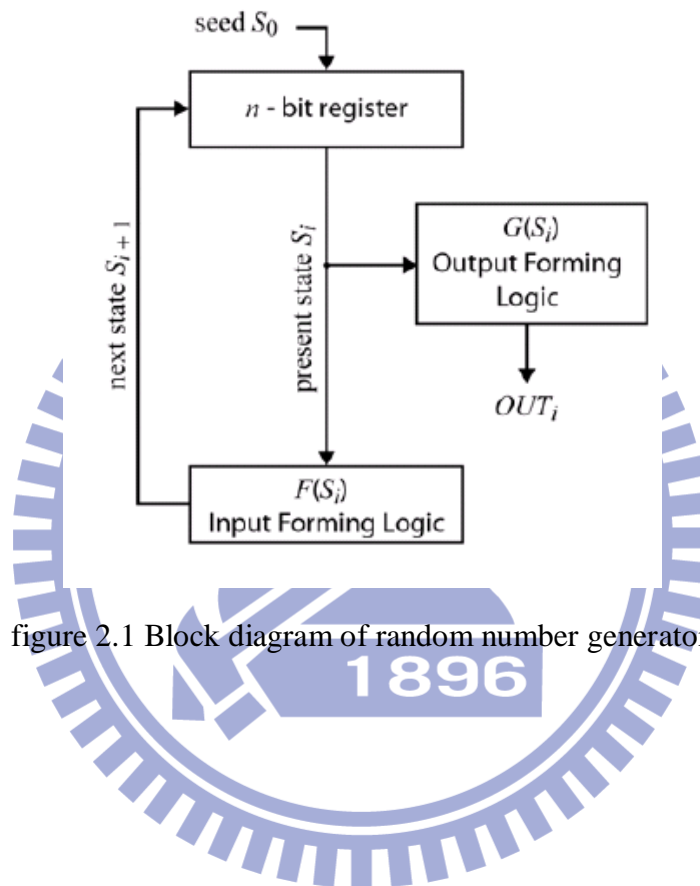 seed S₀
n - bit register
next state Sᵢ₊₁
present state Sᵢ
G(Sᵢ)
Output Forming
Logic
OUTᵢ
F(Sᵢ)
Input Forming Logic
figure 2.1 Block diagram of random number generato
1896